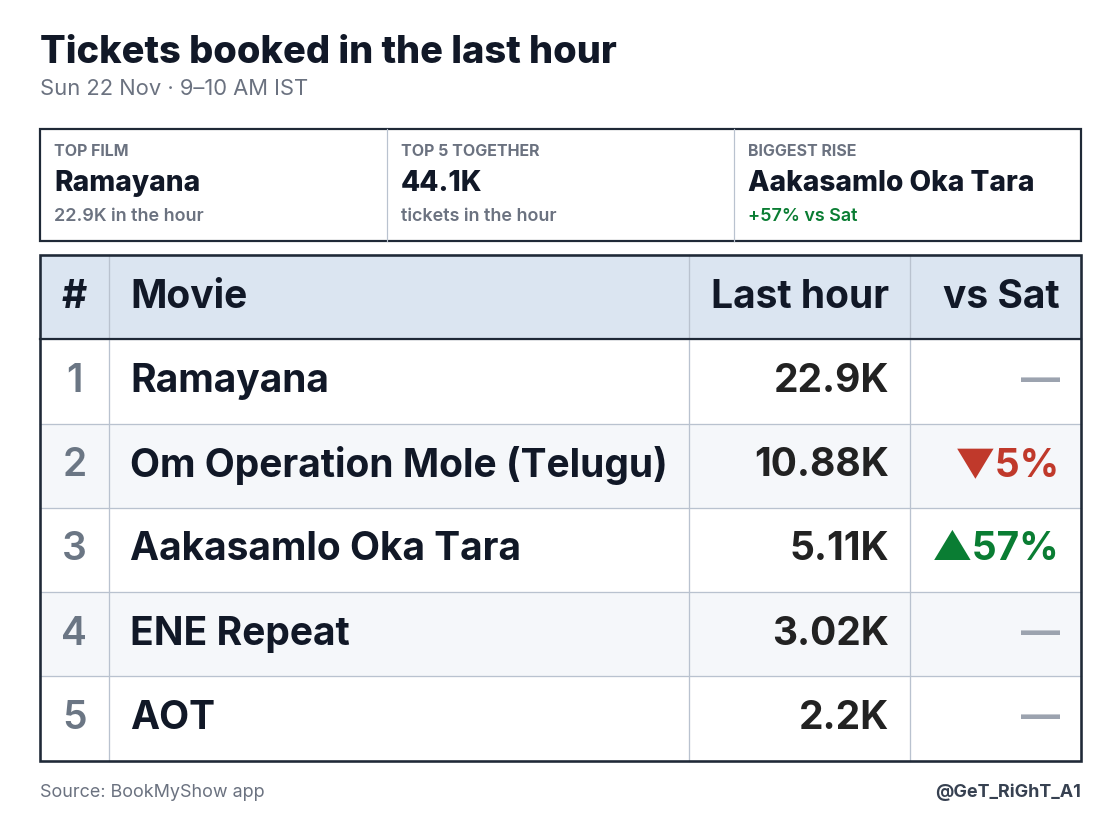 Tickets booked in the last hour
Sun 22 Nov · 9–10 AM IST
TOP FILM
Ramayana
22.9K in the hour
TOP 5 TOGETHER
44.1K
tickets in the hour
BIGGEST RISE
Aakasamlo Oka Tara
+57% vs Sat
# Movie Last hour vs Sat
1 Ramayana 22.9K —
2 Om Operation Mole (Telugu) 10.88K ▼5%
3 Aakasamlo Oka Tara 5.11K ▲57%
4 ENE Repeat 3.02K —
5 AOT 2.2K —
Source: BookMyShow app @GeT_RiGhT_A1